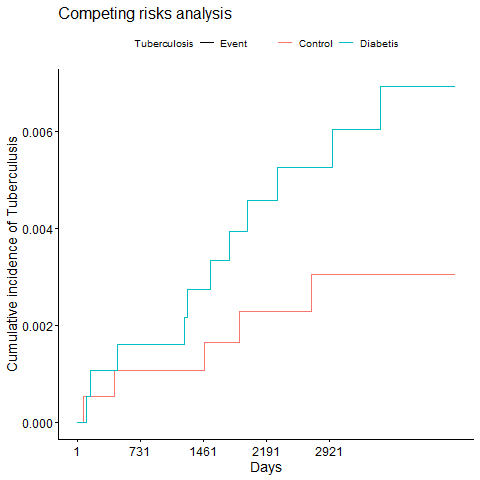 Competing risks analysis
Tuberculosis Event Control Diabetis
Cumulative incidence of Tuberculusis
0.006
0.004
0.002
0.000
1 731 1461 2191 2921
Days